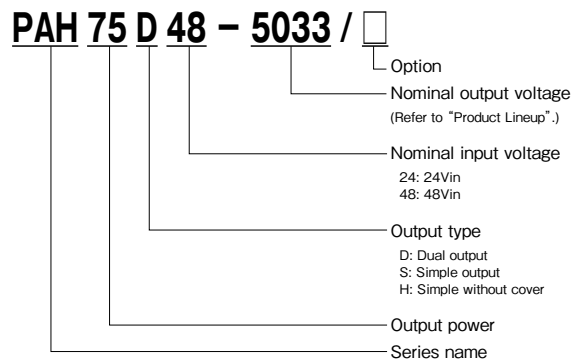 PAH 75 D 48 – 5033 / □
Option
Nominal output voltage
(Refer to “Product Lineup”.)
Nominal input voltage
24: 24Vin
48: 48Vin
Output type
D: Dual output
S: Simple output
H: Simple without cover
Output power
Series name